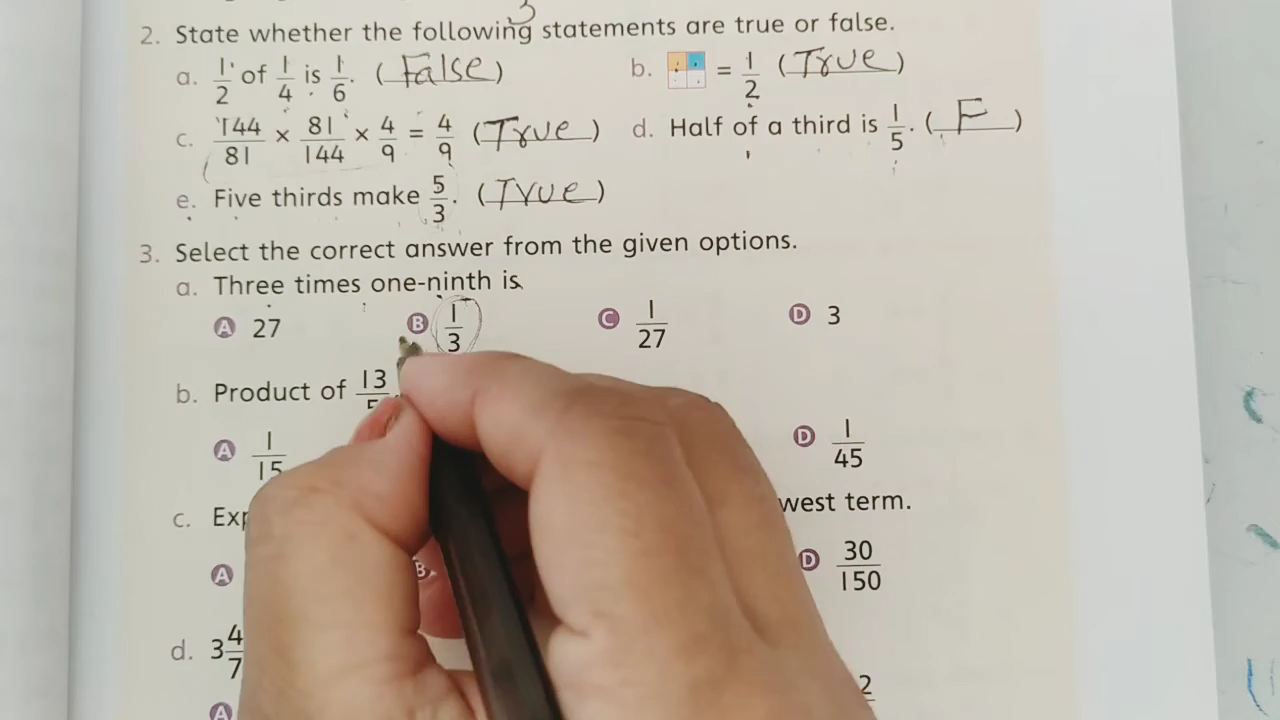 2. State whether the following statements are true or false.
a. 1/2 of 1/4 is 1/6. (False) b. = 1/2 (True)
c. 144/81 × 81/144 × 4/9 = 4/9 (True) d. Half of a third is 1/5. (F)
e. Five thirds make 5/3. (True)
3. Select the correct answer from the given options.
a. Three times one-ninth is
A 27 B 1/3 C 1/27 D 3
b. Product of 13/5
A 1/15 D 1/45
c. Exp west term.
A B D 30/150
d. 3 4/7
A 2